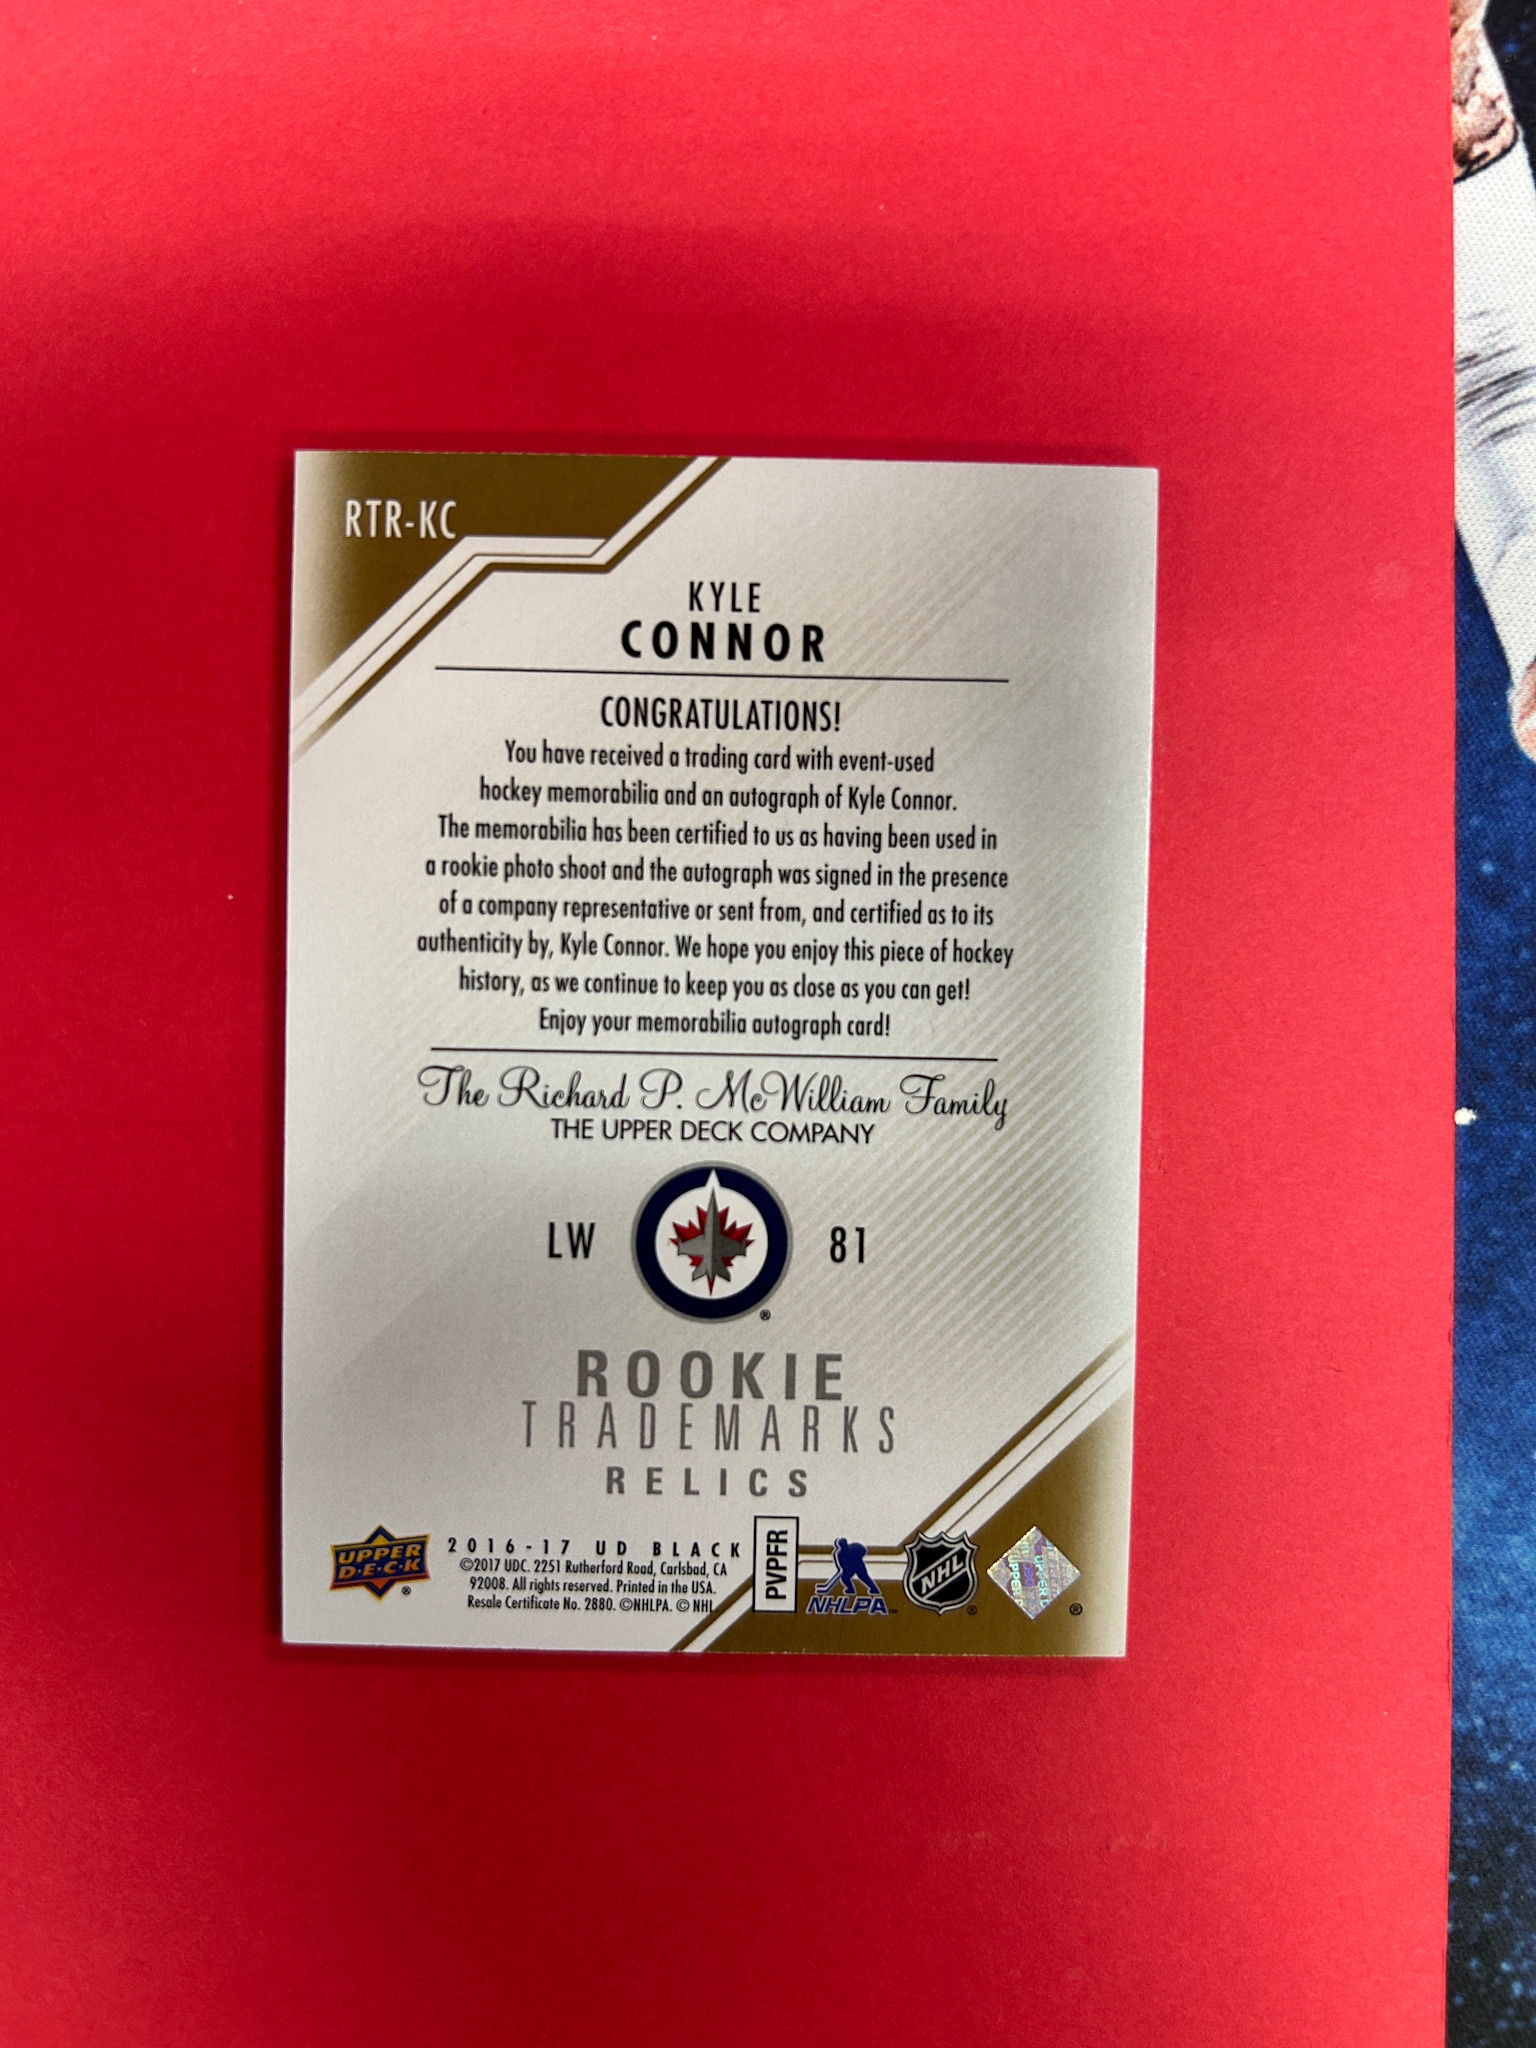 RTR-KC
KYLE
CONNOR
CONGRATULATIONS!
You have received a trading card with event-used
hockey memorabilia and an autograph of Kyle Connor.
The memorabilia has been certified to us as having been used in
a rookie photo shoot and the autograph was signed in the presence
of a company representative or sent from, and certified as to its
authenticity by, Kyle Connor. We hope you enjoy this piece of hockey
history, as we continue to keep you as close as you can get!
Enjoy your memorabilia autograph card!
The Richard P. McWilliam Family
THE UPPER DECK COMPANY
LW 81
®
ROOKIE
TRADEMARKS
RELICS
UPPER
D·E·C·K
®
2016-17 UD BLACK
©2017 UDC. 2251 Rutherford Road, Carlsbad, CA
92008. All rights reserved. Printed in the USA.
Resale Certificate No. 2880. ©NHLPA. © NHL.
PVPFR
NHLPA™
NHL
®
®